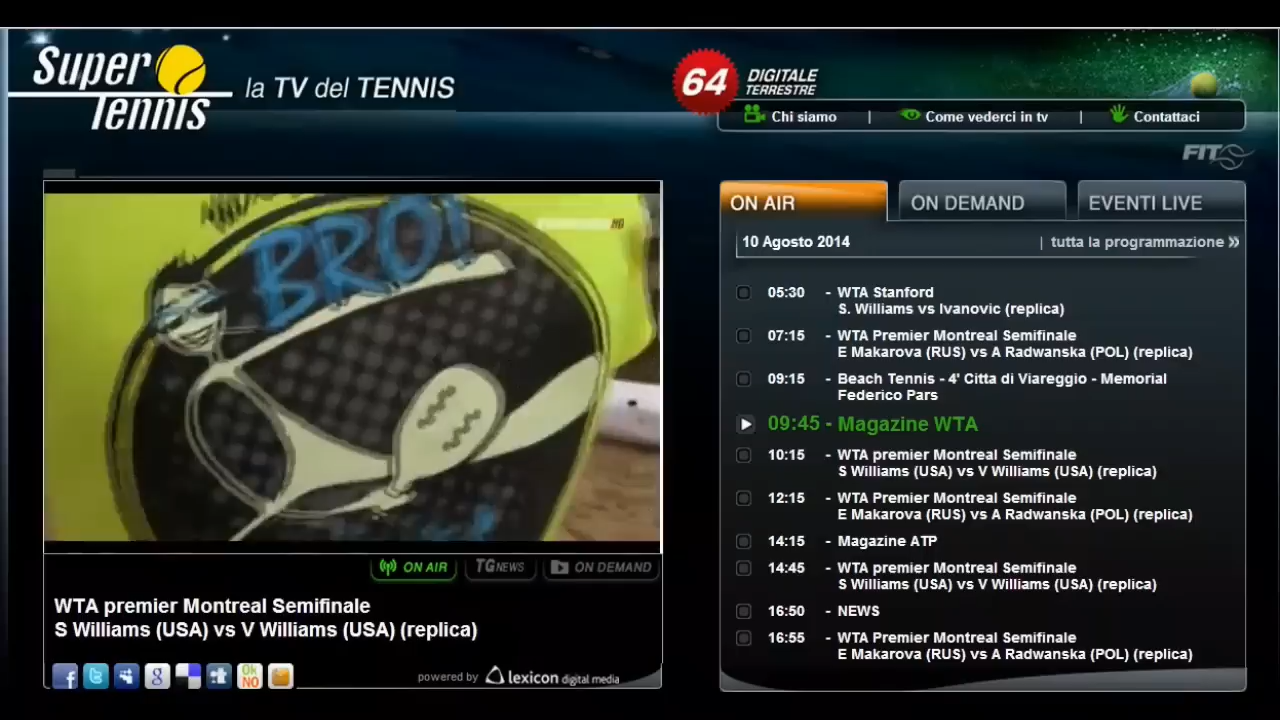 Super
Tennis
la TV del TENNIS
64
DIGITALE
TERRESTRE
Chi siamo | Come vederci in tv | Contattaci
FIT
BRO!
HD
ON AIR
ON DEMAND
EVENTI LIVE
10 Agosto 2014 | tutta la programmazione »
05:30 - WTA Stanford
S. Williams vs Ivanovic (replica)
07:15 - WTA Premier Montreal Semifinale
E Makarova (RUS) vs A Radwanska (POL) (replica)
09:15 - Beach Tennis - 4' Citta di Viareggio - Memorial
Federico Pars
09:45 - Magazine WTA
10:15 - WTA premier Montreal Semifinale
S Williams (USA) vs V Williams (USA) (replica)
12:15 - WTA Premier Montreal Semifinale
E Makarova (RUS) vs A Radwanska (POL) (replica)
14:15 - Magazine ATP
14:45 - WTA premier Montreal Semifinale
S Williams (USA) vs V Williams (USA) (replica)
16:50 - NEWS
16:55 - WTA Premier Montreal Semifinale
E Makarova (RUS) vs A Radwanska (POL) (replica)
ON AIR
TG NEWS
ON DEMAND
WTA premier Montreal Semifinale
S Williams (USA) vs V Williams (USA) (replica)
Ok
NO
powered by lexicon digital media